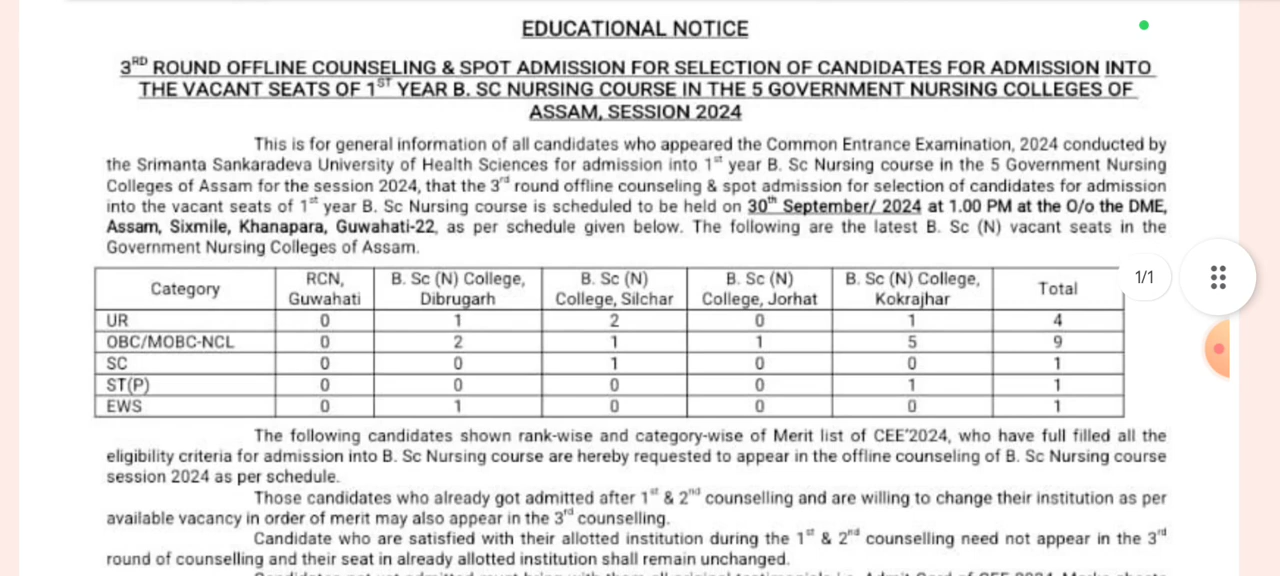 EDUCATIONAL NOTICE
3RD ROUND OFFLINE COUNSELING & SPOT ADMISSION FOR SELECTION OF CANDIDATES FOR ADMISSION INTO
THE VACANT SEATS OF 1ST YEAR B. SC NURSING COURSE IN THE 5 GOVERNMENT NURSING COLLEGES OF
ASSAM, SESSION 2024
This is for general information of all candidates who appeared the Common Entrance Examination, 2024 conducted by
the Srimanta Sankaradeva University of Health Sciences for admission into 1st year B. Sc Nursing course in the 5 Government Nursing
Colleges of Assam for the session 2024, that the 3rd round offline counseling & spot admission for selection of candidates for admission
into the vacant seats of 1st year B. Sc Nursing course is scheduled to be held on 30th September/ 2024 at 1.00 PM at the O/o the DME,
Assam, Sixmile, Khanapara, Guwahati-22, as per schedule given below. The following are the latest B. Sc (N) vacant seats in the
Government Nursing Colleges of Assam.
Category RCN, Guwahati B. Sc (N) College, Dibrugarh B. Sc (N) College, Silchar B. Sc (N) College, Jorhat B. Sc (N) College, Kokrajhar Total
1/1
UR 0 1 2 0 1 4
OBC/MOBC-NCL 0 2 1 1 5 9
SC 0 0 1 0 0 1
ST(P) 0 0 0 0 1 1
EWS 0 1 0 0 0 1
The following candidates shown rank-wise and category-wise of Merit list of CEE'2024, who have full filled all the
eligibility criteria for admission into B. Sc Nursing course are hereby requested to appear in the offline counseling of B. Sc Nursing course
session 2024 as per schedule.
Those candidates who already got admitted after 1st & 2nd counselling and are willing to change their institution as per
available vacancy in order of merit may also appear in the 3rd counselling.
Candidate who are satisfied with their allotted institution during the 1st & 2nd counselling need not appear in the 3rd
round of counselling and their seat in already allotted institution shall remain unchanged.